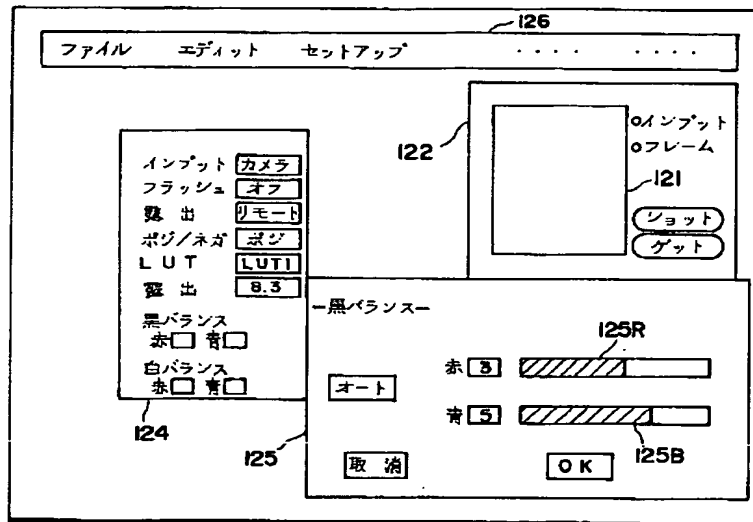 126
ファイル エディット セットアップ ・・・・ ・・・・
122
インプット
フレーム
121
ショット
ゲット
インプット カメラ
フラッシュ オフ
露出 リモート
ポジ/ネガ ポジ
LUT LUT1
露出 8.3
黒バランス
赤 青
白バランス
赤 青
124
－黒バランス－
125R
赤 3
オート
青 5
125B
125
取消 OK